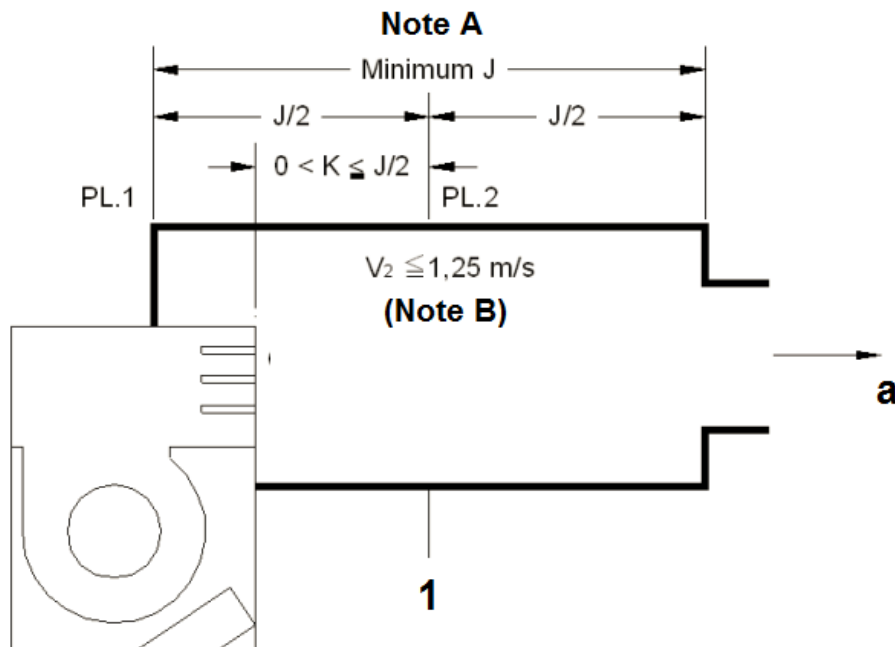 Note A
Minimum J
J/2 J/2
0 < K ≤ J/2
PL.1 PL.2
V₂ ≦1,25 m/s
(Note B)
a
1